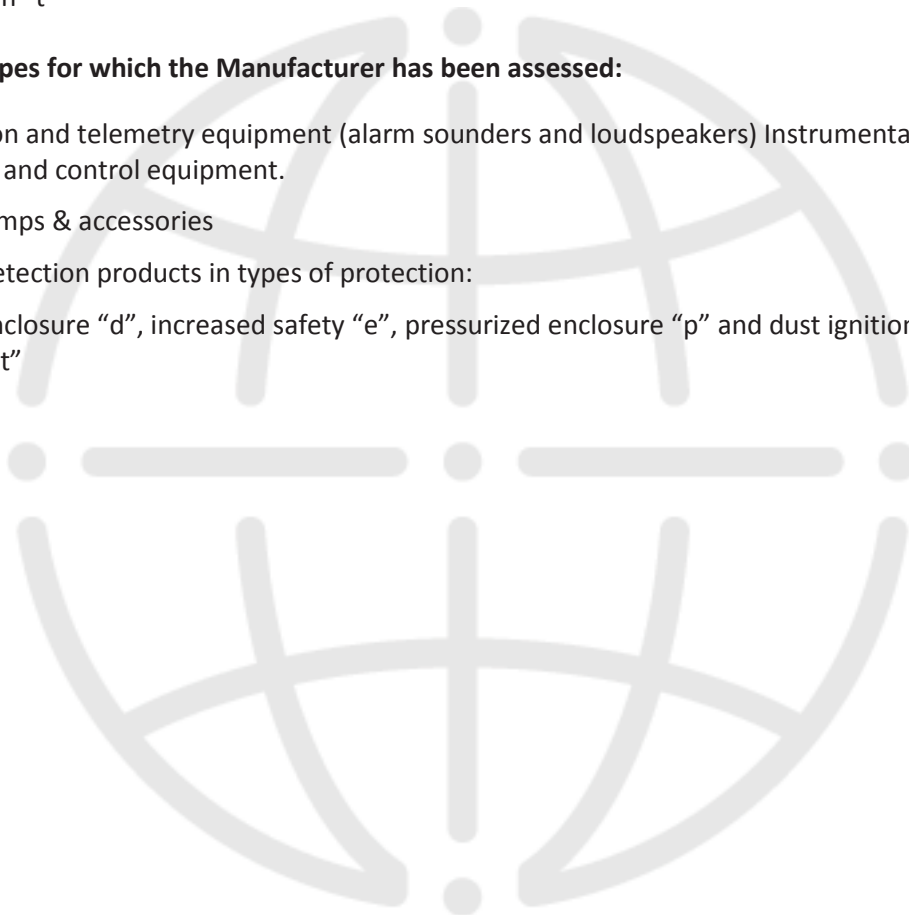 pes for which the Manufacturer has been assessed:
on and telemetry equipment (alarm sounders and loudspeakers) Instrumenta
and control equipment.
mps & accessories
etection products in types of protection:
nclosure “d”, increased safety “e”, pressurized enclosure “p” and dust ignition
t”